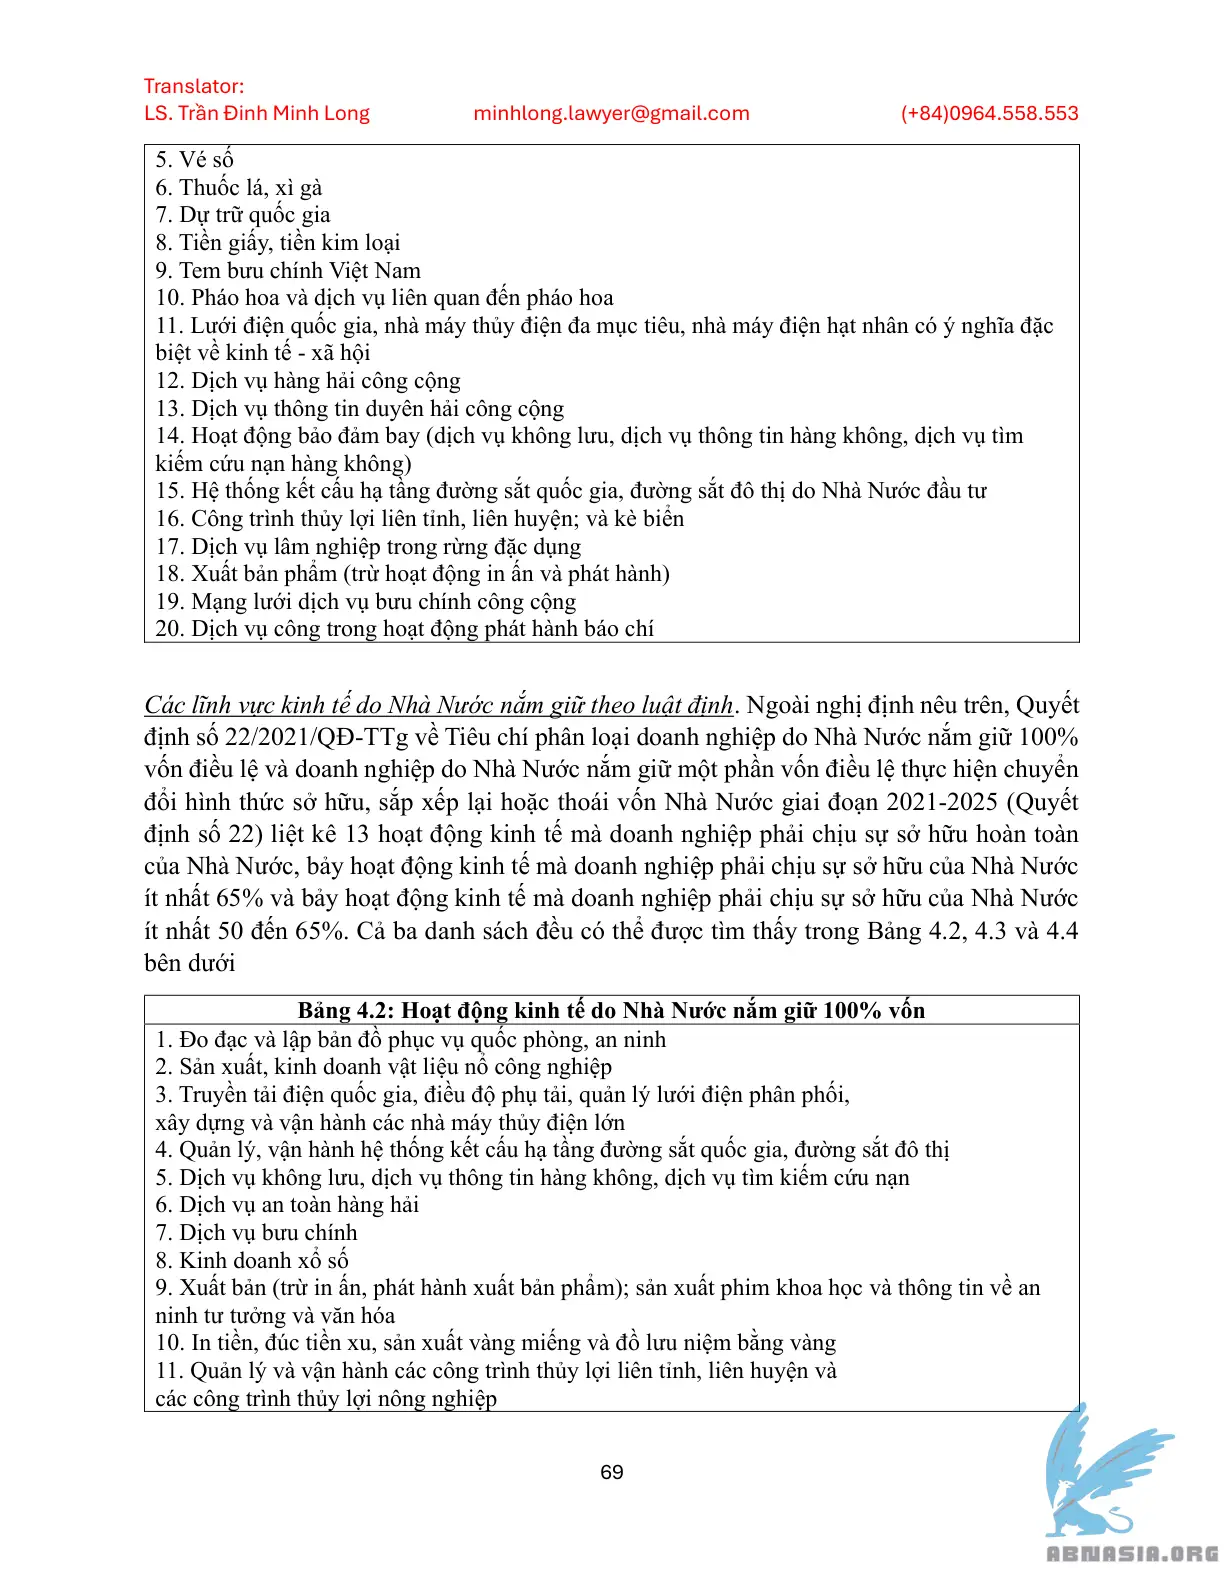 Translator:
LS. Trần Đinh Minh Long minhlong.lawyer@gmail.com (+84)0964.558.553
5. Vé số
6. Thuốc lá, xì gà
7. Dự trữ quốc gia
8. Tiền giấy, tiền kim loại
9. Tem bưu chính Việt Nam
10. Pháo hoa và dịch vụ liên quan đến pháo hoa
11. Lưới điện quốc gia, nhà máy thủy điện đa mục tiêu, nhà máy điện hạt nhân có ý nghĩa đặc
biệt về kinh tế - xã hội
12. Dịch vụ hàng hải công cộng
13. Dịch vụ thông tin duyên hải công cộng
14. Hoạt động bảo đảm bay (dịch vụ không lưu, dịch vụ thông tin hàng không, dịch vụ tìm
kiếm cứu nạn hàng không)
15. Hệ thống kết cấu hạ tầng đường sắt quốc gia, đường sắt đô thị do Nhà Nước đầu tư
16. Công trình thủy lợi liên tỉnh, liên huyện; và kè biển
17. Dịch vụ lâm nghiệp trong rừng đặc dụng
18. Xuất bản phẩm (trừ hoạt động in ấn và phát hành)
19. Mạng lưới dịch vụ bưu chính công cộng
20. Dịch vụ công trong hoạt động phát hành báo chí
Các lĩnh vực kinh tế do Nhà Nước nắm giữ theo luật định. Ngoài nghị định nêu trên, Quyết
định số 22/2021/QĐ-TTg về Tiêu chí phân loại doanh nghiệp do Nhà Nước nắm giữ 100%
vốn điều lệ và doanh nghiệp do Nhà Nước nắm giữ một phần vốn điều lệ thực hiện chuyển
đổi hình thức sở hữu, sắp xếp lại hoặc thoái vốn Nhà Nước giai đoạn 2021-2025 (Quyết
định số 22) liệt kê 13 hoạt động kinh tế mà doanh nghiệp phải chịu sự sở hữu hoàn toàn
của Nhà Nước, bảy hoạt động kinh tế mà doanh nghiệp phải chịu sự sở hữu của Nhà Nước
ít nhất 65% và bảy hoạt động kinh tế mà doanh nghiệp phải chịu sự sở hữu của Nhà Nước
ít nhất 50 đến 65%. Cả ba danh sách đều có thể được tìm thấy trong Bảng 4.2, 4.3 và 4.4
bên dưới
Bảng 4.2: Hoạt động kinh tế do Nhà Nước nắm giữ 100% vốn
1. Đo đạc và lập bản đồ phục vụ quốc phòng, an ninh
2. Sản xuất, kinh doanh vật liệu nổ công nghiệp
3. Truyền tải điện quốc gia, điều độ phụ tải, quản lý lưới điện phân phối,
xây dựng và vận hành các nhà máy thủy điện lớn
4. Quản lý, vận hành hệ thống kết cấu hạ tầng đường sắt quốc gia, đường sắt đô thị
5. Dịch vụ không lưu, dịch vụ thông tin hàng không, dịch vụ tìm kiếm cứu nạn
6. Dịch vụ an toàn hàng hải
7. Dịch vụ bưu chính
8. Kinh doanh xổ số
9. Xuất bản (trừ in ấn, phát hành xuất bản phẩm); sản xuất phim khoa học và thông tin về an
ninh tư tưởng và văn hóa
10. In tiền, đúc tiền xu, sản xuất vàng miếng và đồ lưu niệm bằng vàng
11. Quản lý và vận hành các công trình thủy lợi liên tỉnh, liên huyện và
các công trình thủy lợi nông nghiệp
69
ABNASIA.ORG